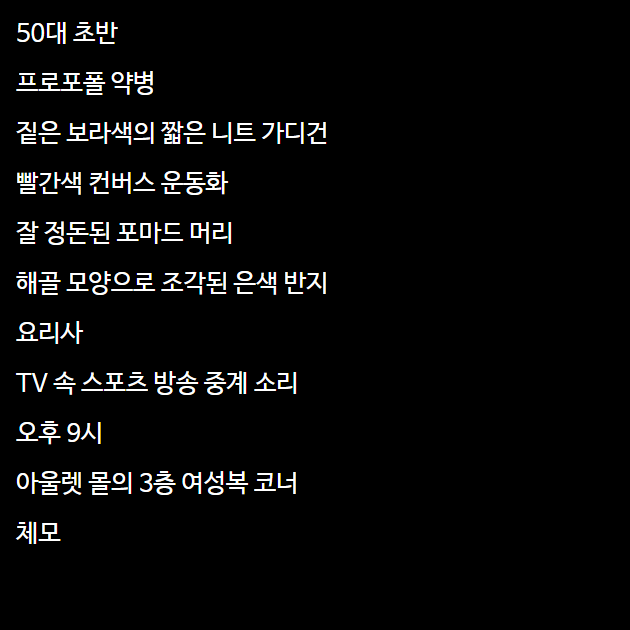 50대 초반
프로포폴 약병
짙은 보라색의 짧은 니트 가디건
빨간색 컨버스 운동화
잘 정돈된 포마드 머리
해골 모양으로 조각된 은색 반지
요리사
TV 속 스포츠 방송 중계 소리
오후 9시
아울렛 몰의 3층 여성복 코너
체모